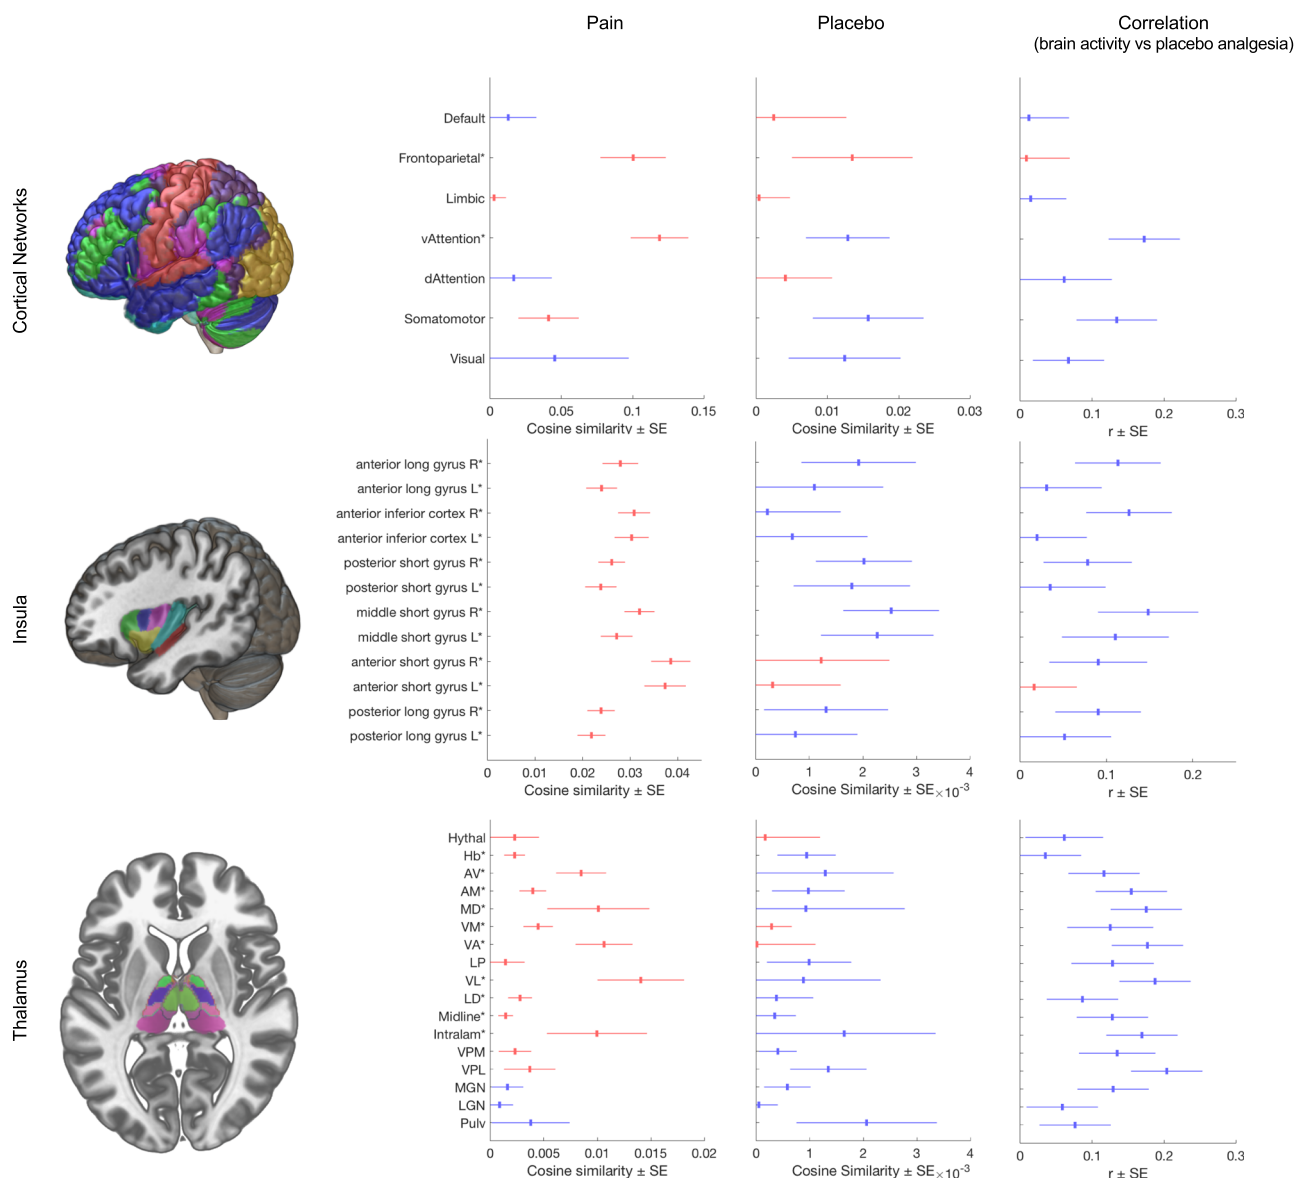 Pain
Placebo
Correlation
(brain activity vs placebo analgesia)
Cortical Networks
Default
Frontoparietal*
Limbic
vAttention*
dAttention
Somatomotor
Visual
0 0.05 0.1 0.15
Cosine similarity ± SE
0 0.01 0.02 0.03
Cosine Similarity ± SE
0 0.1 0.2 0.3
r ± SE
Insula
anterior long gyrus R*
anterior long gyrus L*
anterior inferior cortex R*
anterior inferior cortex L*
posterior short gyrus R*
posterior short gyrus L*
middle short gyrus R*
middle short gyrus L*
anterior short gyrus R*
anterior short gyrus L*
posterior long gyrus R*
posterior long gyrus L*
0 0.01 0.02 0.03 0.04
Cosine similarity ± SE
0 1 2 3 4
Cosine Similarity ± SE ×10⁻³
0 0.1 0.2
r ± SE
Thalamus
Hythal
Hb*
AV*
AM*
MD*
VM*
VA*
LP
VL*
LD*
Midline*
Intralam*
VPM
VPL
MGN
LGN
Pulv
0 0.005 0.01 0.015 0.02
Cosine similarity ± SE
0 1 2 3 4
Cosine Similarity ± SE ×10⁻³
0 0.1 0.2 0.3
r ± SE